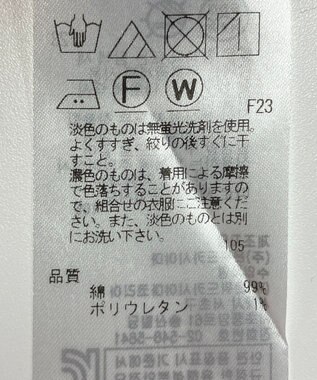 F
W
F23
淡色のものは無蛍光洗剤を使用。
よくすすぎ、絞りの後すぐに干
すこと。
濃色のものは、着用による摩擦
で色落ちすることがありますの
で、組合せの衣服にご注意くだ
さい。また、淡色のものとは別
にお洗い下さい。
105
品質
綿 99%
ポリウレタン 1%